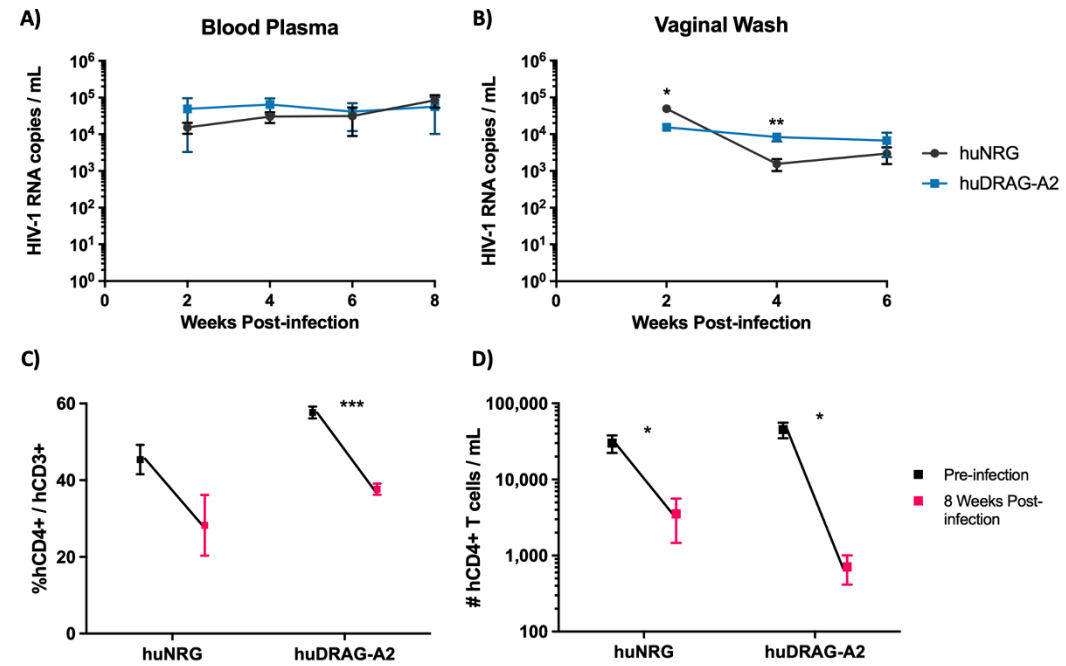 A)
Blood Plasma
HIV-1 RNA copies / mL
10⁶
10⁵
10⁴
10³
10²
10¹
10⁰
0 2 4 6 8
Weeks Post-infection
B)
Vaginal Wash
HIV-1 RNA copies / mL
10⁶
10⁵
10⁴
10³
10²
10¹
10⁰
*
**
0 2 4 6
Weeks Post-infection
huNRG
huDRAG-A2
C)
%hCD4+ / hCD3+
60
40
20
0
***
huNRG huDRAG-A2
D)
# hCD4+ T cells / mL
100,000
10,000
1,000
100
* *
huNRG huDRAG-A2
Pre-infection
8 Weeks Post-
infection